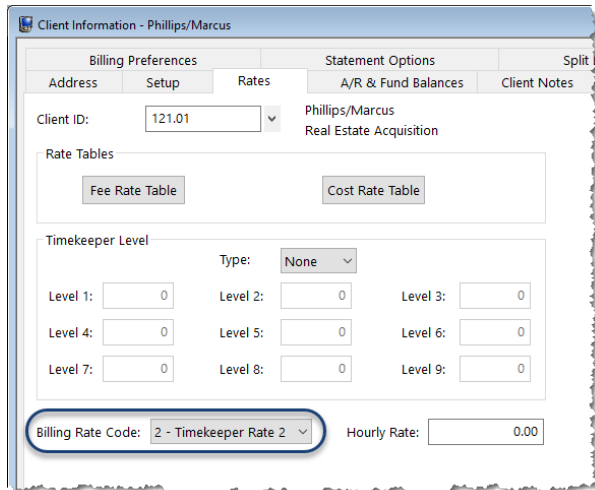 Client Information - Phillips/Marcus
Billing Preferences Statement Options Split
Address Setup Rates A/R & Fund Balances Client Notes
Client ID: 121.01 Phillips/Marcus
Real Estate Acquisition
Rate Tables
Fee Rate Table Cost Rate Table
Timekeeper Level
Type: None
Level 1: 0 Level 2: 0 Level 3: 0
Level 4: 0 Level 5: 0 Level 6: 0
Level 7: 0 Level 8: 0 Level 9: 0
Billing Rate Code: 2 - Timekeeper Rate 2 Hourly Rate: 0.00